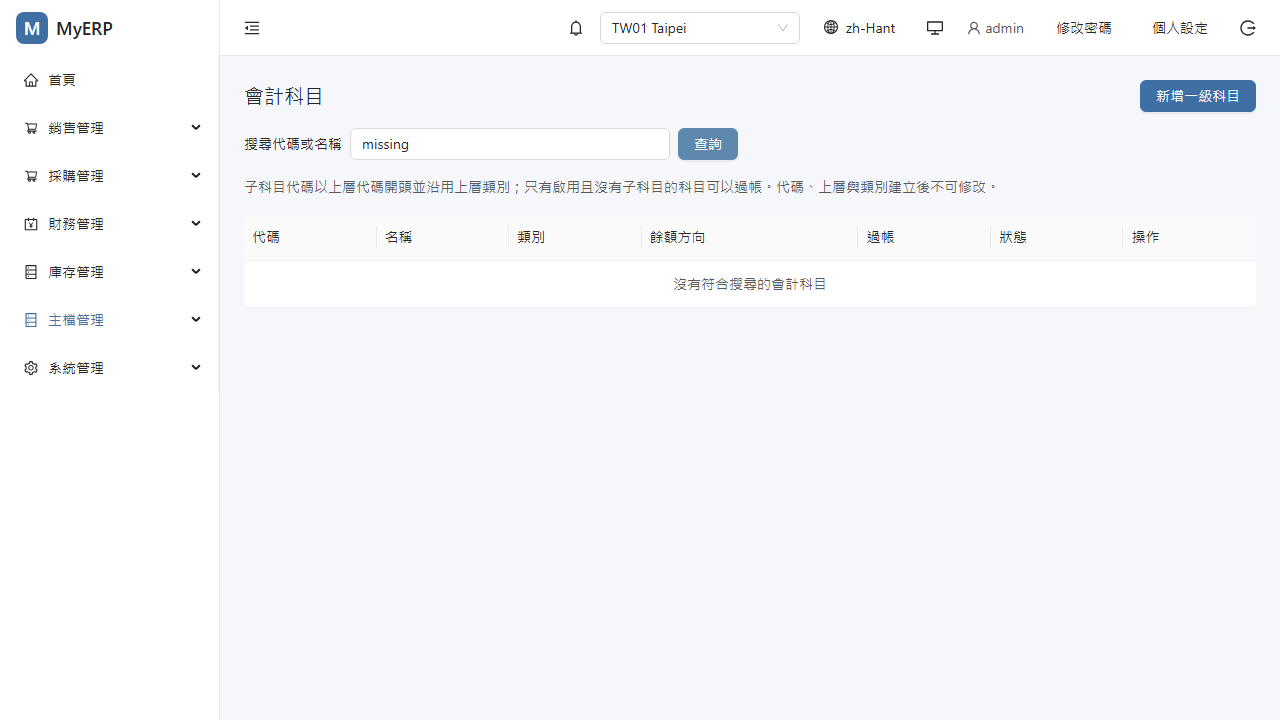 M MyERP
TW01 Taipei
zh-Hant
admin
修改密碼
個人設定
首頁
銷售管理
採購管理
財務管理
庫存管理
主檔管理
系統管理
會計科目
新增一級科目
搜尋代碼或名稱 missing 查詢
子科目代碼以上層代碼開頭並沿用上層類別；只有啟用且沒有子科目的科目可以過帳。代碼、上層與類別建立後不可修改。
代碼 名稱 類別 餘額方向 過帳 狀態 操作
沒有符合搜尋的會計科目